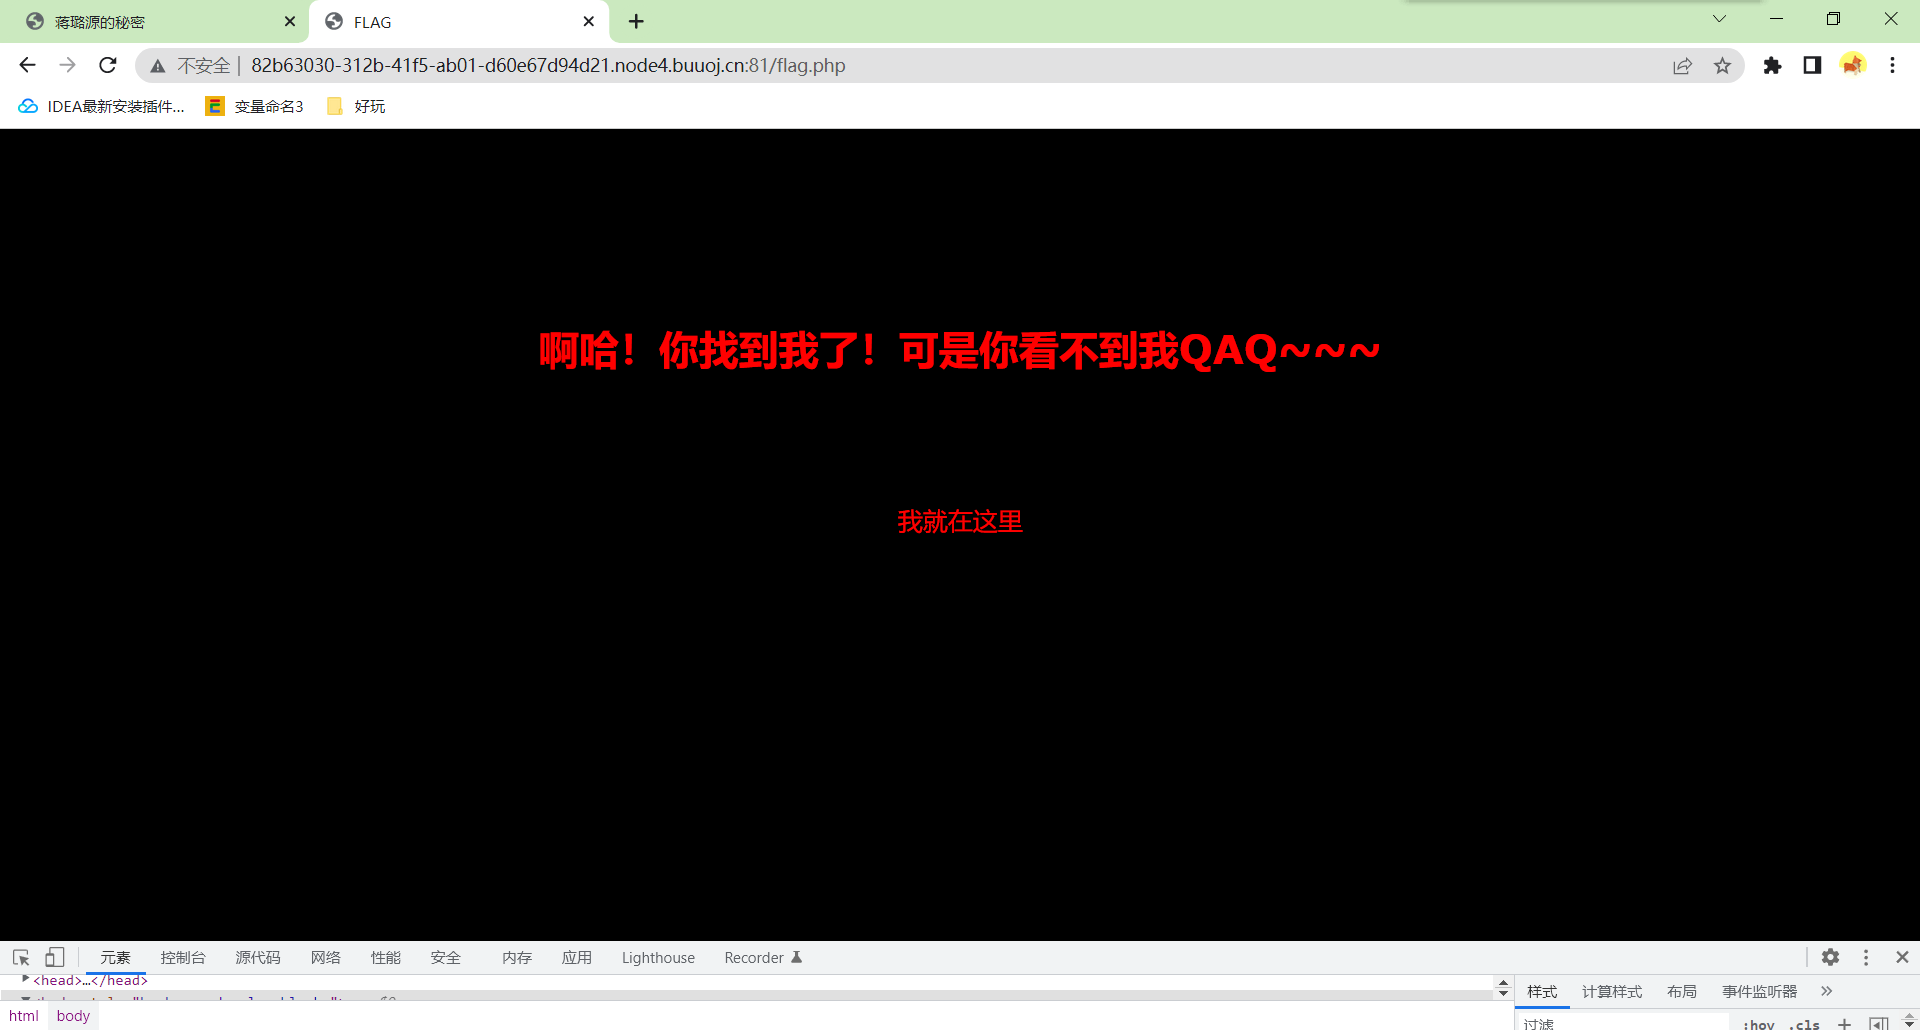 蒋璐源的秘密
FLAG
不安全 | 82b63030-312b-41f5-ab01-d60e67d94d21.node4.buuoj.cn:81/flag.php
IDEA最新安装插件... 变量命名3 好玩
啊哈！你找到我了！可是你看不到我QAQ~~~
我就在这里
元素 控制台 源代码 网络 性能 安全 内存 应用 Lighthouse Recorder
<head>…</head>
html body
样式 计算样式 布局 事件监听器
过滤 :hov .cls